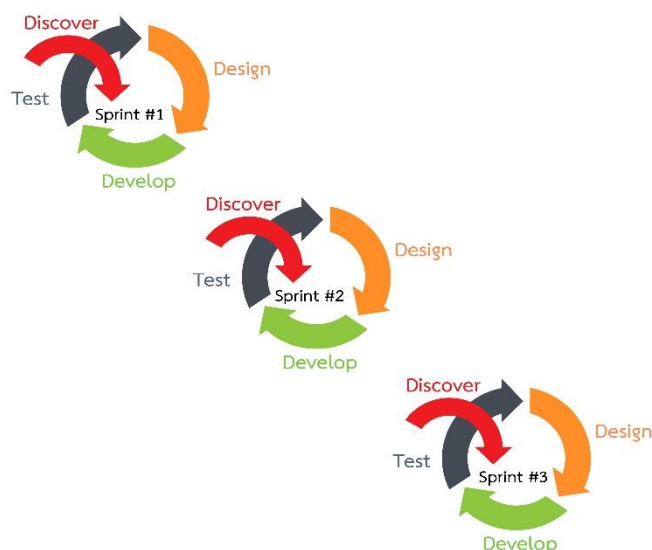 Discover
Design
Test
Sprint #1
Develop
Discover
Design
Test
Sprint #2
Develop
Discover
Design
Test
Sprint #3
Develop